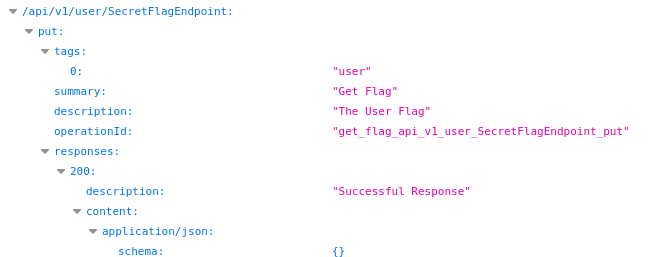 /api/v1/user/SecretFlagEndpoint:
put:
tags:
0: "user"
summary: "Get Flag"
description: "The User Flag"
operationId: "get_flag_api_v1_user_SecretFlagEndpoint_put"
responses:
200:
description: "Successful Response"
content:
application/json:
schema: {}